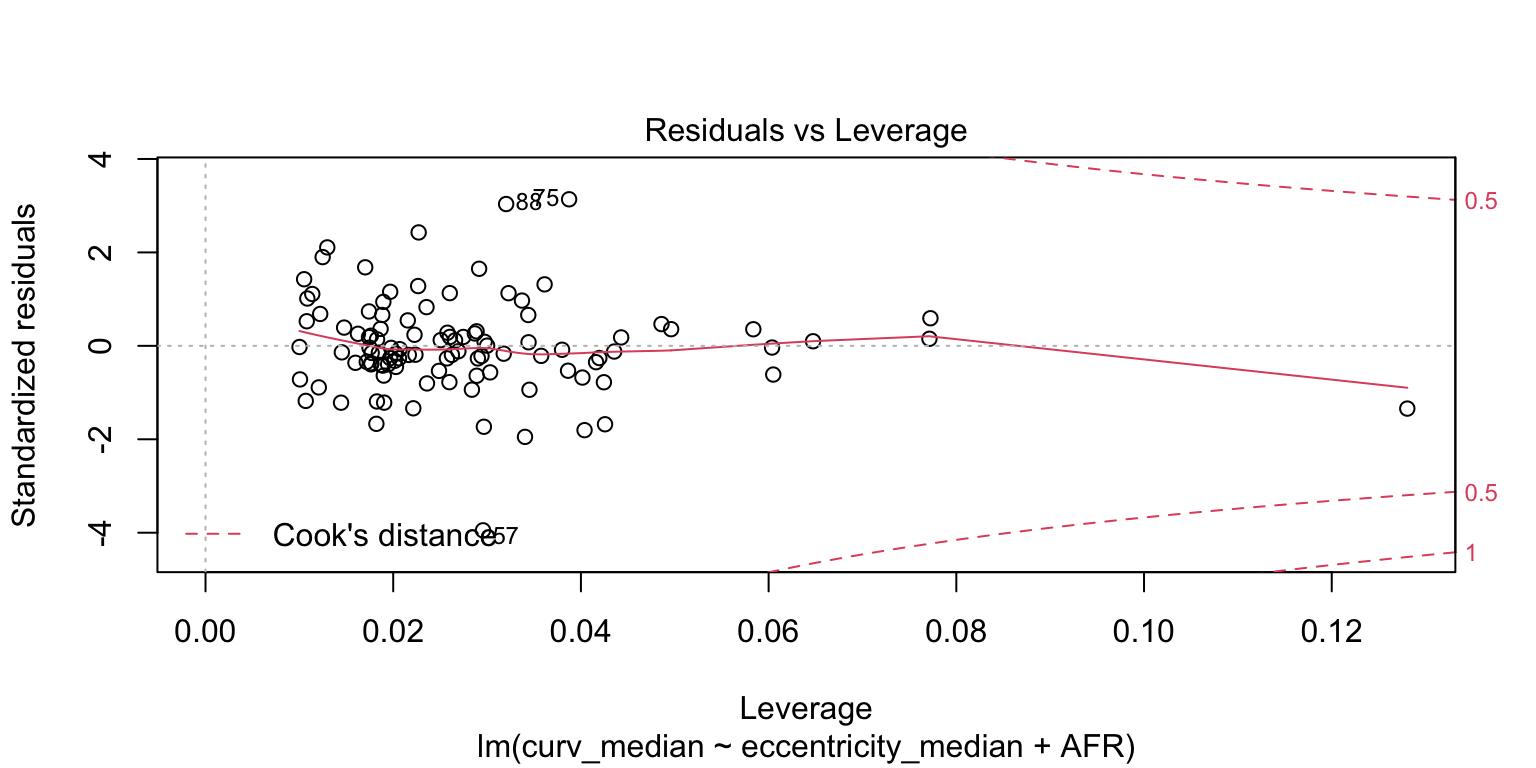 Residuals vs Leverage
Standardized residuals
4
2
0
-2
-4
88
75
57
0.5
0.5
1
Cook's distance
0.00 0.02 0.04 0.06 0.08 0.10 0.12
Leverage
lm(curv_median ~ eccentricity_median + AFR)